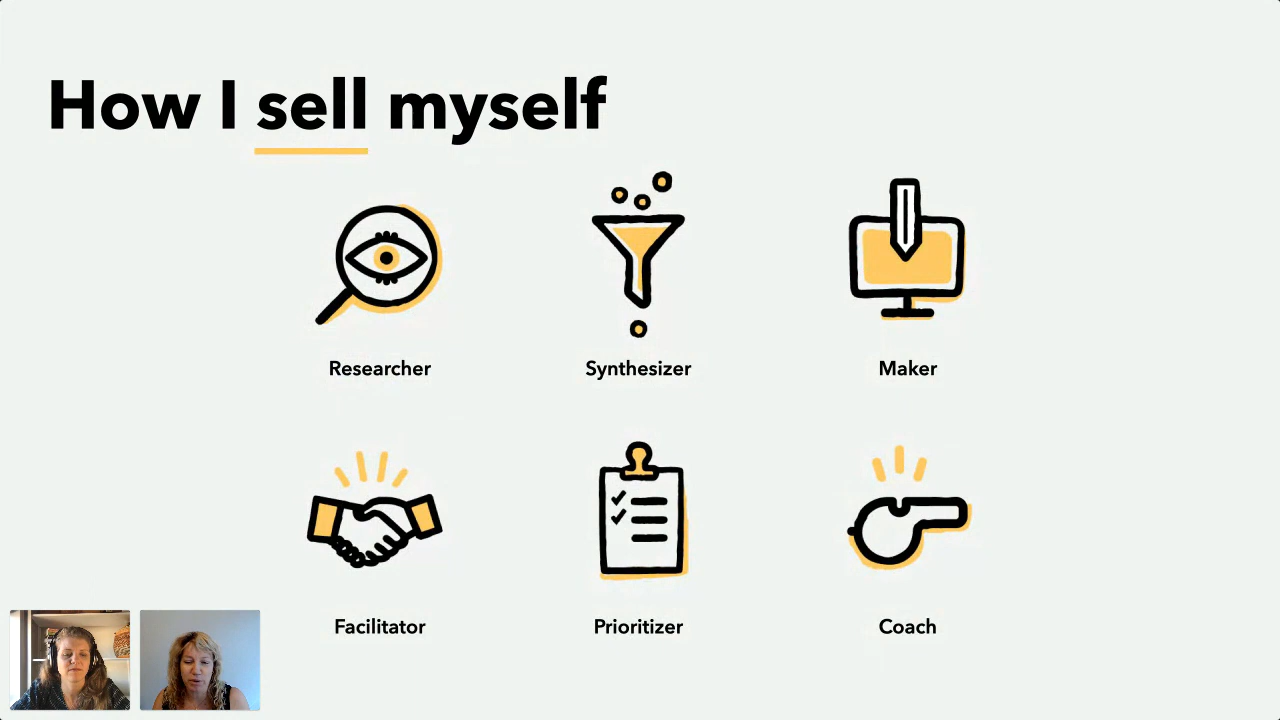 How I sell myself
Researcher
Synthesizer
Maker
Facilitator
Prioritizer
Coach